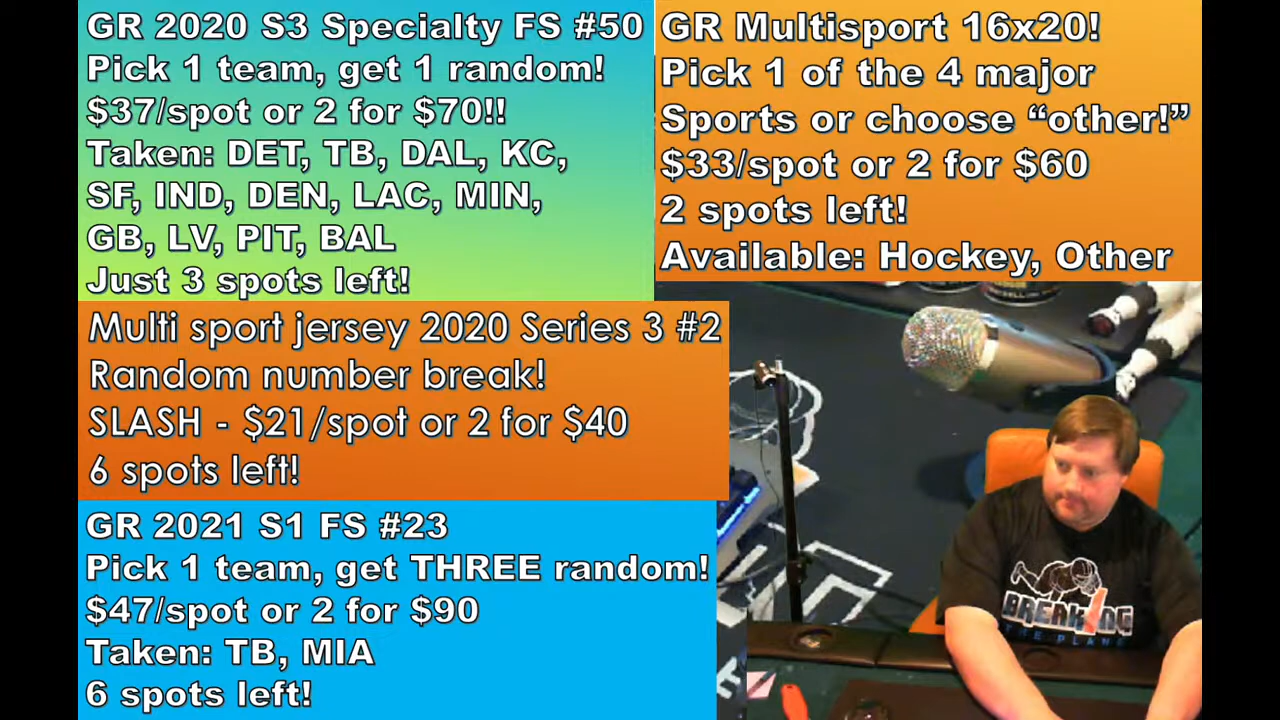 GR 2020 S3 Specialty FS #50
Pick 1 team, get 1 random!
$37/spot or 2 for $70!!
Taken: DET, TB, DAL, KC,
SF, IND, DEN, LAC, MIN,
GB, LV, PIT, BAL
Just 3 spots left!
GR Multisport 16x20!
Pick 1 of the 4 major
Sports or choose “other!”
$33/spot or 2 for $60
2 spots left!
Available: Hockey, Other
Multi sport jersey 2020 Series 3 #2
Random number break!
SLASH - $21/spot or 2 for $40
6 spots left!
GR 2021 S1 FS #23
Pick 1 team, get THREE random!
$47/spot or 2 for $90
Taken: TB, MIA
6 spots left!
BREAKING
THE PLANE